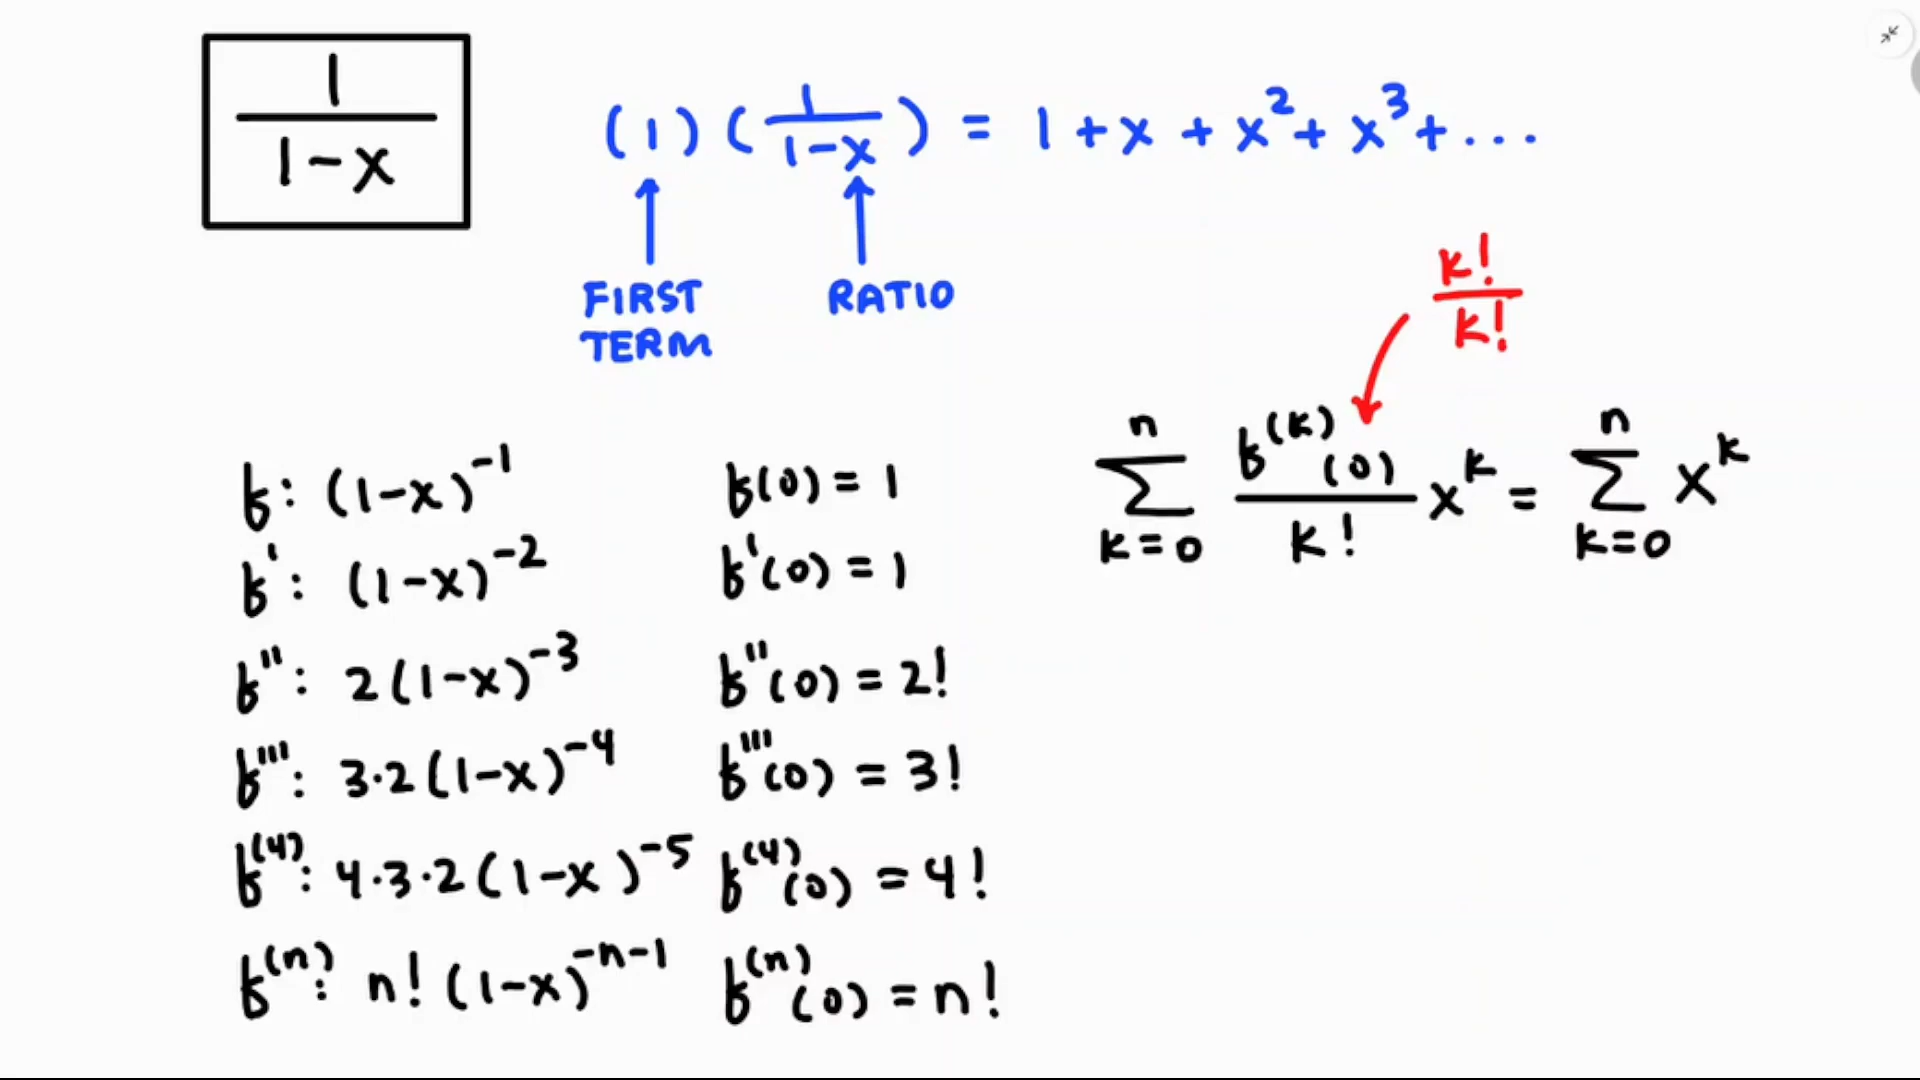 1/(1-x)
(1)(1/(1-x)) = 1 + x + x² + x³ + ...
FIRST TERM
RATIO
k!/k!
f: (1-x)⁻¹
f(0) = 1
∑_{k=0}^{n} f^(k)(0)/k! x^k = ∑_{k=0}^{n} x^k
f': (1-x)⁻²
f'(0) = 1
f'': 2(1-x)⁻³
f''(0) = 2!
f''': 3·2(1-x)⁻⁴
f'''(0) = 3!
f^(4): 4·3·2(1-x)⁻⁵
f^(4)(0) = 4!
f^(n): n!(1-x)^{-n-1}
f^(n)(0) = n!